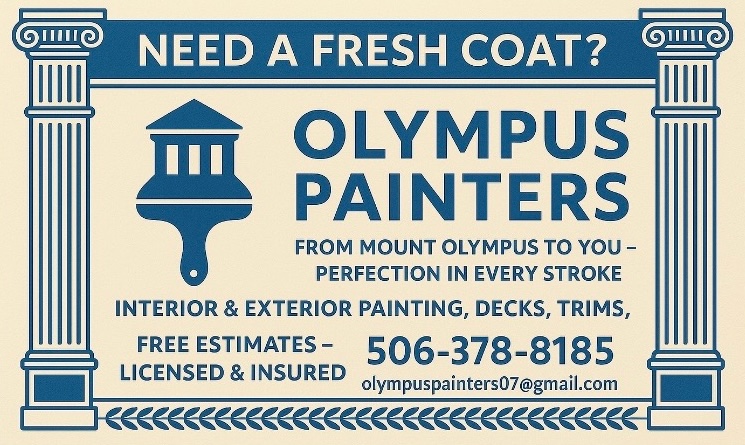 NEED A FRESH COAT?
OLYMPUS
PAINTERS
FROM MOUNT OLYMPUS TO YOU –
PERFECTION IN EVERY STROKE
INTERIOR & EXTERIOR PAINTING, DECKS, TRIMS,
FREE ESTIMATES –
LICENSED & INSURED
506-378-8185
olympuspainters07@gmail.com